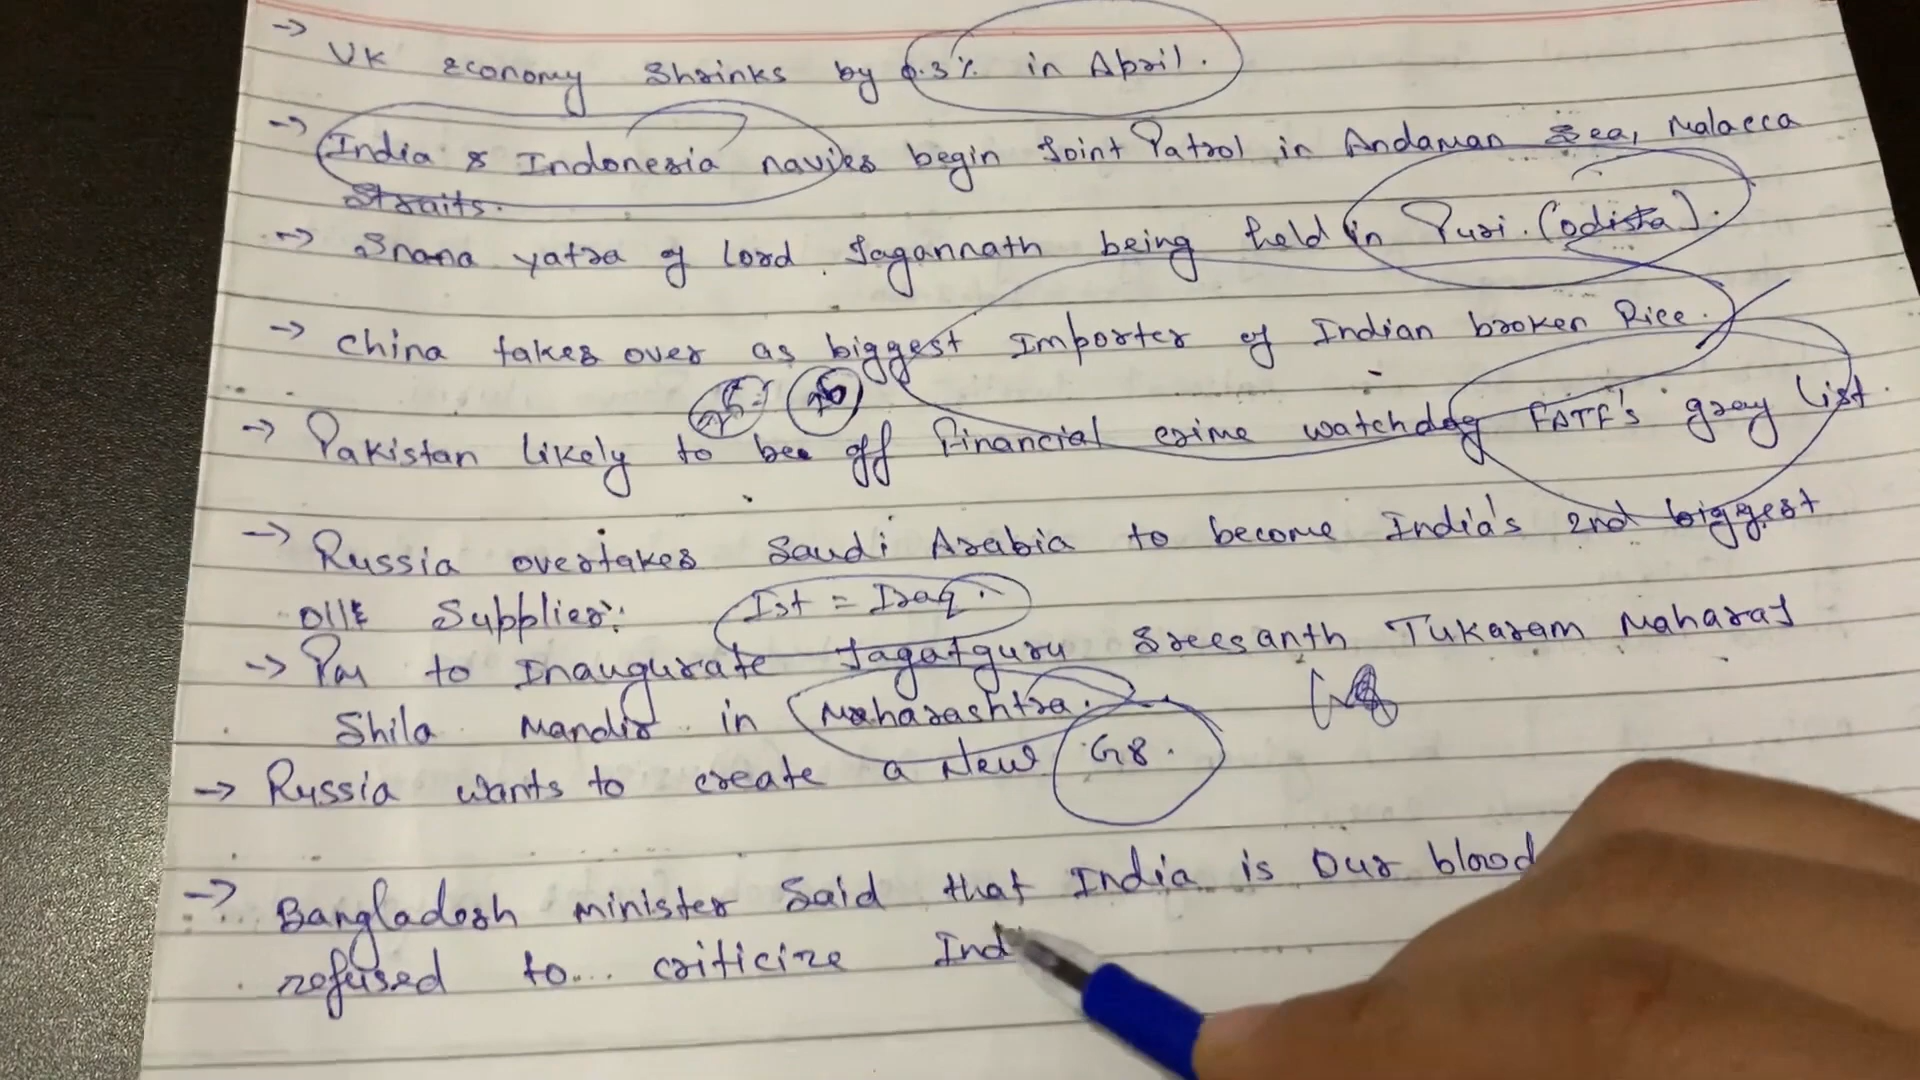 → UK economy shrinks by 0.3% in April.
→ India & Indonesia navies begin Joint Patrol in Andaman Sea, Malacca
Straits.
→ Snana yatra of lord Jagannath being held in Puri. (odista).
→ China takes over as biggest Importer of Indian broken Rice.
→ Pakistan likely to bee off Financial crime watchdog FATF's gray list.
→ Russia overtakes Saudi Arabia to become India's 2nd biggest
Supplier. Ist = Iraq.
→ PM to Inaugurate Jagatguru Sreesanth Tukaram Maharaj
Shila Mandir in Maharashtra.
→ Russia wants to create a New G8.
→ Bangladesh minister Said that India is Our blood
refused to... criticize Ind